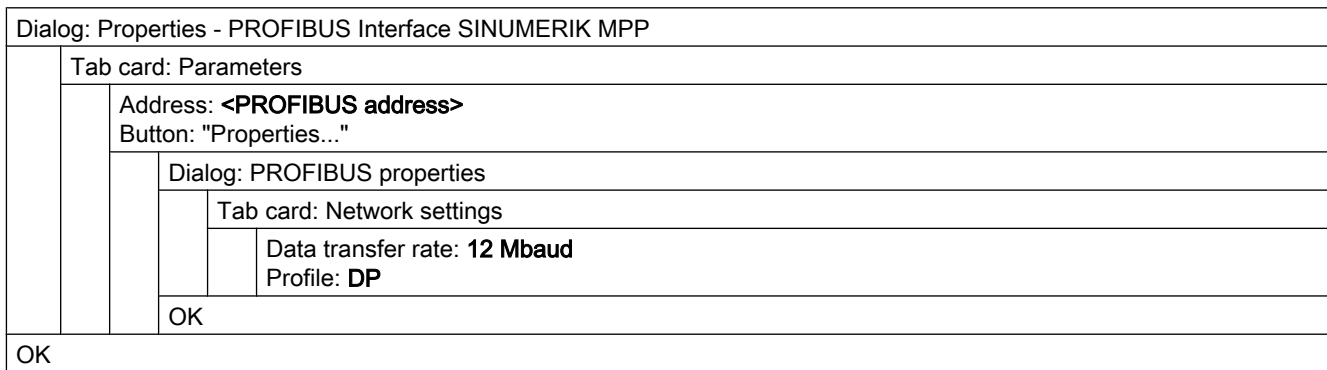 Dialog: Properties - PROFIBUS Interface SINUMERIK MPP
Tab card: Parameters
Address: <PROFIBUS address>
Button: "Properties..."
Dialog: PROFIBUS properties
Tab card: Network settings
Data transfer rate: 12 Mbaud
Profile: DP
OK
OK